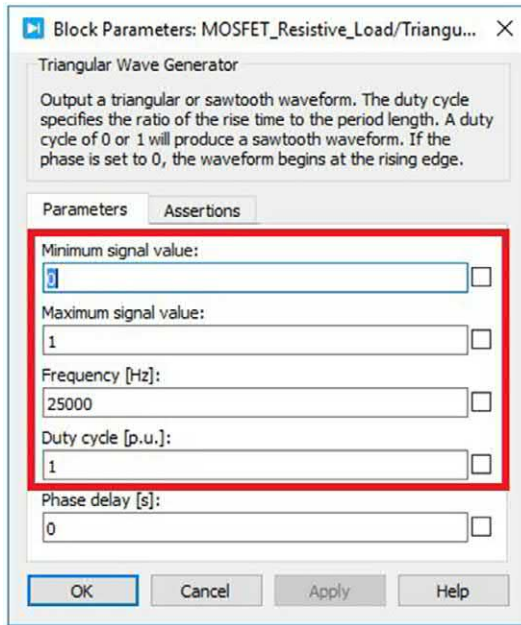 Block Parameters: MOSFET_Resistive_Load/Triangu...
Triangular Wave Generator
Output a triangular or sawtooth waveform. The duty cycle
specifies the ratio of the rise time to the period length. A duty
cycle of 0 or 1 will produce a sawtooth waveform. If the
phase is set to 0, the waveform begins at the rising edge.
Parameters Assertions
Minimum signal value:
0
Maximum signal value:
1
Frequency [Hz]:
25000
Duty cycle [p.u.]:
1
Phase delay [s]:
0
OK Cancel Apply Help